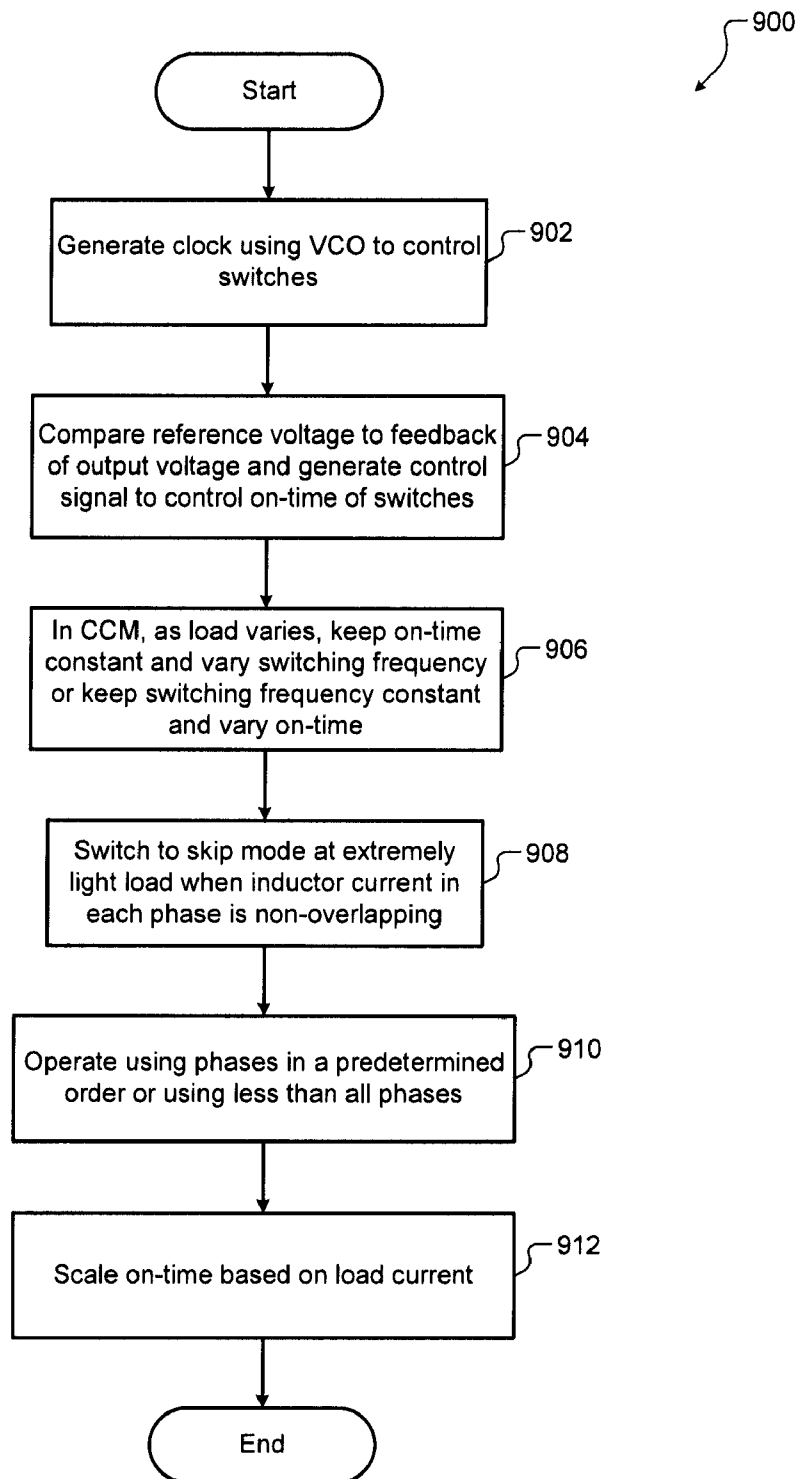 900
Start
Generate clock using VCO to control
switches
902
Compare reference voltage to feedback
of output voltage and generate control
signal to control on-time of switches
904
In CCM, as load varies, keep on-time
constant and vary switching frequency
or keep switching frequency constant
and vary on-time
906
Switch to skip mode at extremely
light load when inductor current in
each phase is non-overlapping
908
Operate using phases in a predetermined
order or using less than all phases
910
Scale on-time based on load current
912
End